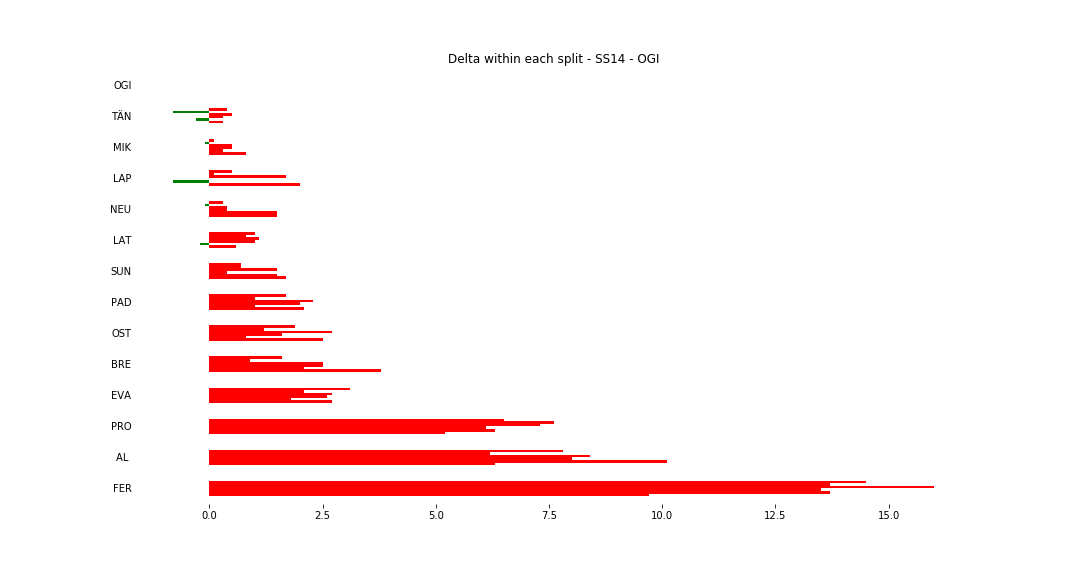 Delta within each split - SS14 - OGI
OGI
TÄN
MIK
LAP
NEU
LAT
SUN
PAD
OST
BRE
EVA
PRO
AL
FER
0.0 2.5 5.0 7.5 10.0 12.5 15.0